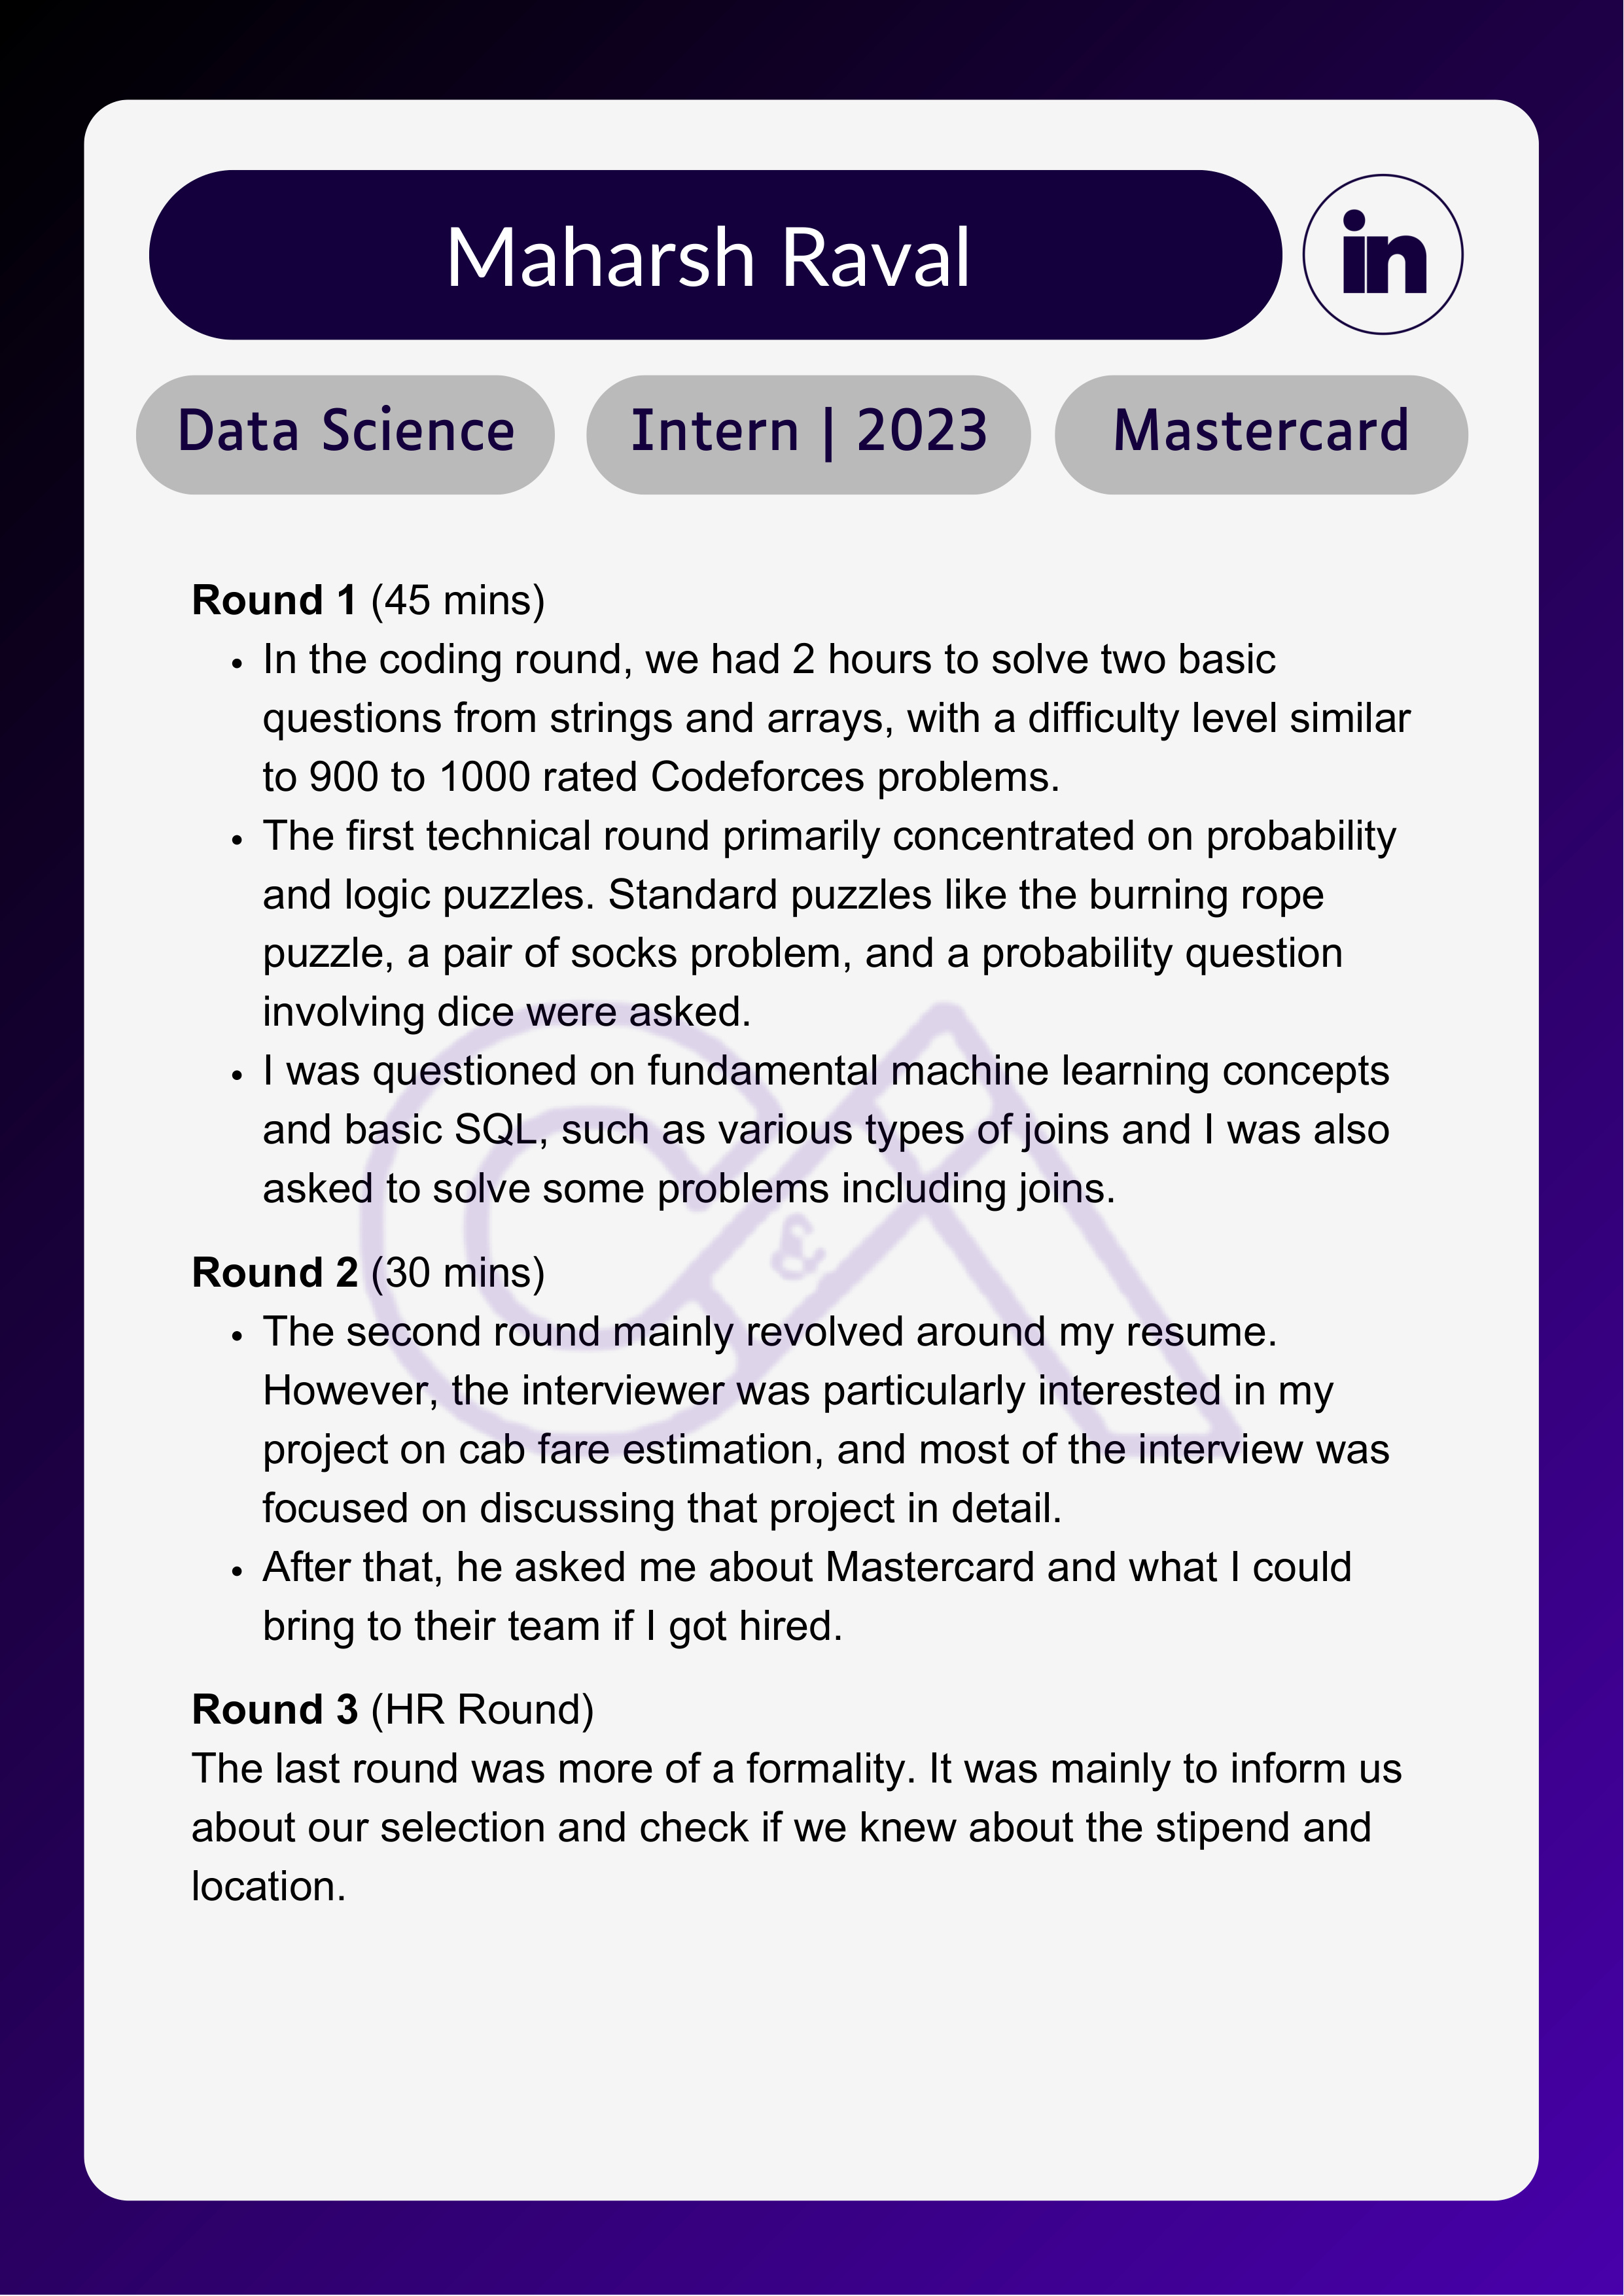 Maharsh Raval
in
Data Science
Intern | 2023
Mastercard
Round 1 (45 mins)
• In the coding round, we had 2 hours to solve two basic
questions from strings and arrays, with a difficulty level similar
to 900 to 1000 rated Codeforces problems.
• The first technical round primarily concentrated on probability
and logic puzzles. Standard puzzles like the burning rope
puzzle, a pair of socks problem, and a probability question
involving dice were asked.
• I was questioned on fundamental machine learning concepts
and basic SQL, such as various types of joins and I was also
asked to solve some problems including joins.
&
Round 2 (30 mins)
• The second round mainly revolved around my resume.
However, the interviewer was particularly interested in my
project on cab fare estimation, and most of the interview was
focused on discussing that project in detail.
• After that, he asked me about Mastercard and what I could
bring to their team if I got hired.
Round 3 (HR Round)
The last round was more of a formality. It was mainly to inform us
about our selection and check if we knew about the stipend and
location.